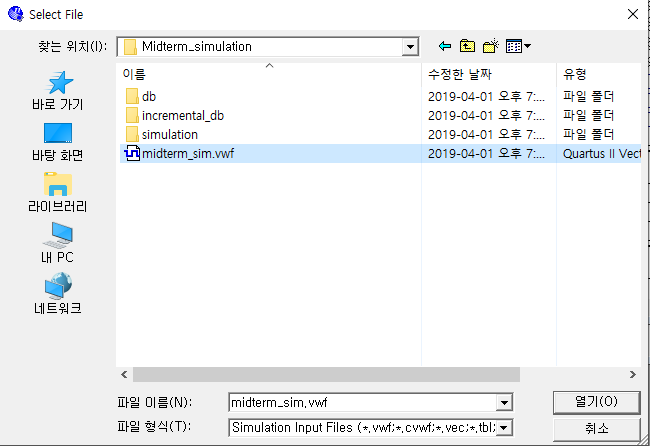 Select File
찾는 위치(I):
Midterm_simulation
이름
수정한 날짜
유형
db
2019-04-01 오후 7:...
파일 폴더
incremental_db
2019-04-01 오후 7:...
파일 폴더
simulation
2019-04-01 오후 7:...
파일 폴더
midterm_sim.vwf
2019-04-01 오후 7:...
Quartus II Vect
바로 가기
바탕 화면
라이브러리
내 PC
네트워크
파일 이름(N):
midterm_sim.vwf
열기(O)
파일 형식(T):
Simulation Input Files (*.vwf;*.cvwf;*.vec;*.tbl;
취소